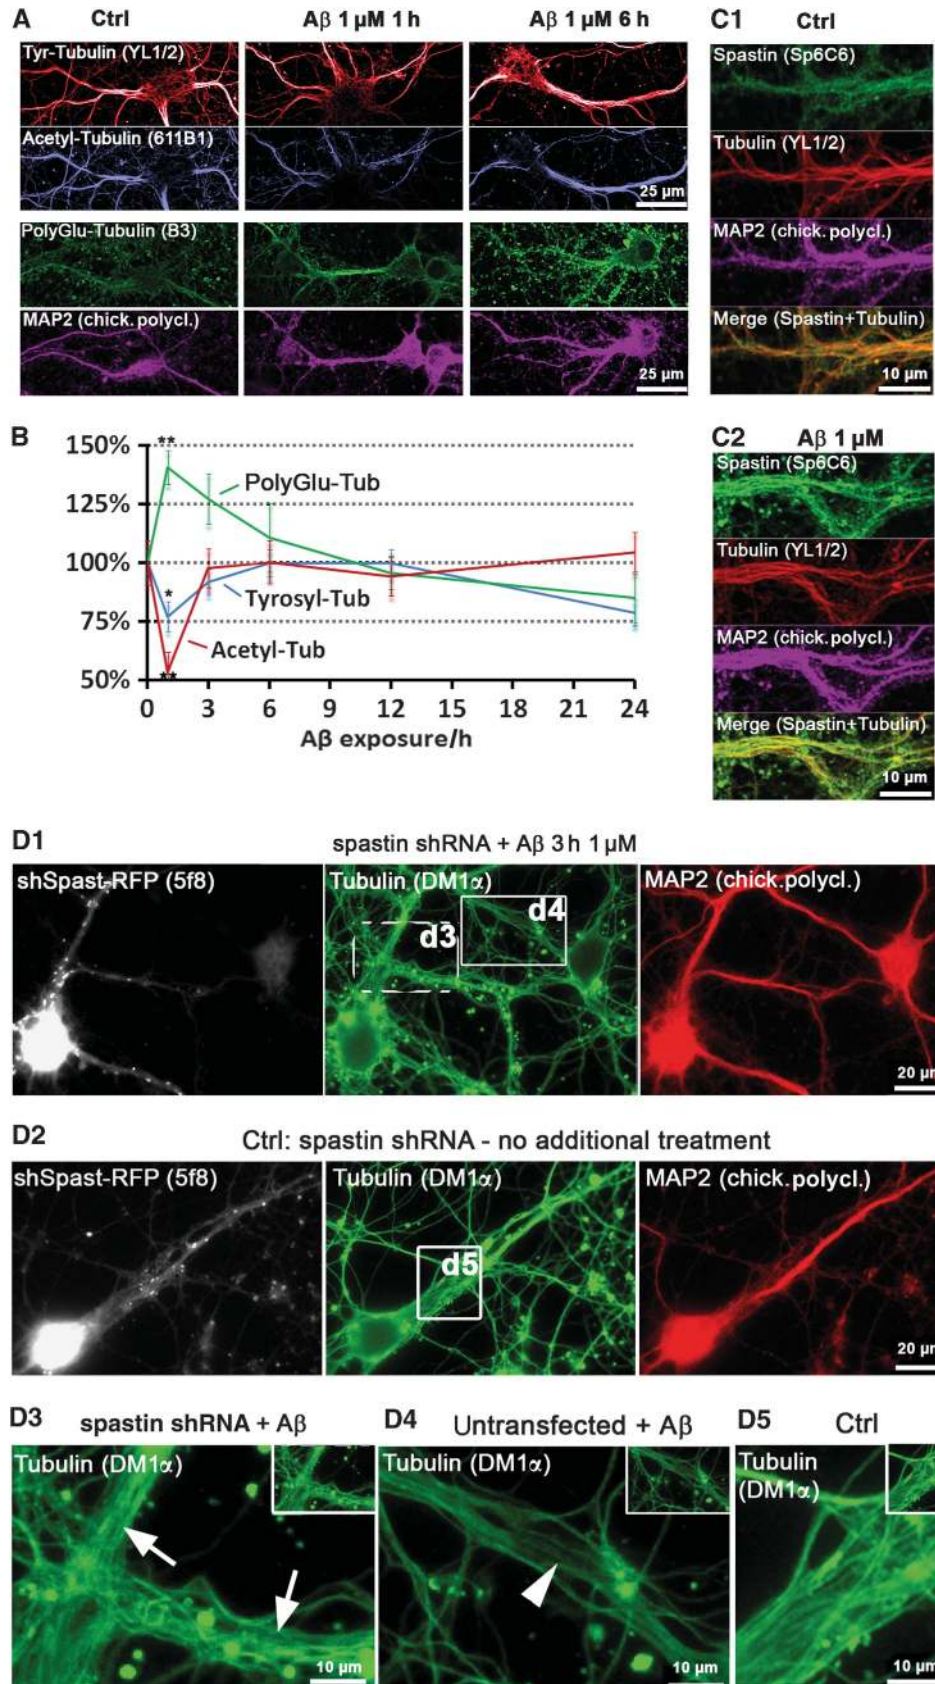 A Ctrl Aβ 1 µM 1 h Aβ 1 µM 6 h
Tyr-Tubulin (YL1/2)
Acetyl-Tubulin (611B1)
25 µm
PolyGlu-Tubulin (B3)
MAP2 (chick. polycl.)
25 µm
C1 Ctrl
Spastin (Sp6C6)
Tubulin (YL1/2)
MAP2 (chick. polycl.)
Merge (Spastin+Tubulin)
10 µm
B
150%
125%
100%
75%
50%
**
*
**
PolyGlu-Tub
Tyrosyl-Tub
Acetyl-Tub
0 3 6 9 12 15 18 21 24
Aβ exposure/h
C2 Aβ 1 µM
Spastin (Sp6C6)
Tubulin (YL1/2)
MAP2 (chick. polycl.)
Merge (Spastin+Tubulin)
10 µm
D1 spastin shRNA + Aβ 3 h 1 µM
shSpast-RFP (5f8) Tubulin (DM1α) MAP2 (chick.polycl.)
d3 d4
20 µm
D2 Ctrl: spastin shRNA - no additional treatment
shSpast-RFP (5f8) Tubulin (DM1α) MAP2 (chick.polycl.)
d5
20 µm
D3 spastin shRNA + Aβ D4 Untransfected + Aβ D5 Ctrl
Tubulin (DM1α) Tubulin (DM1α) Tubulin
(DM1α)
10 µm 10 µm 10 µm